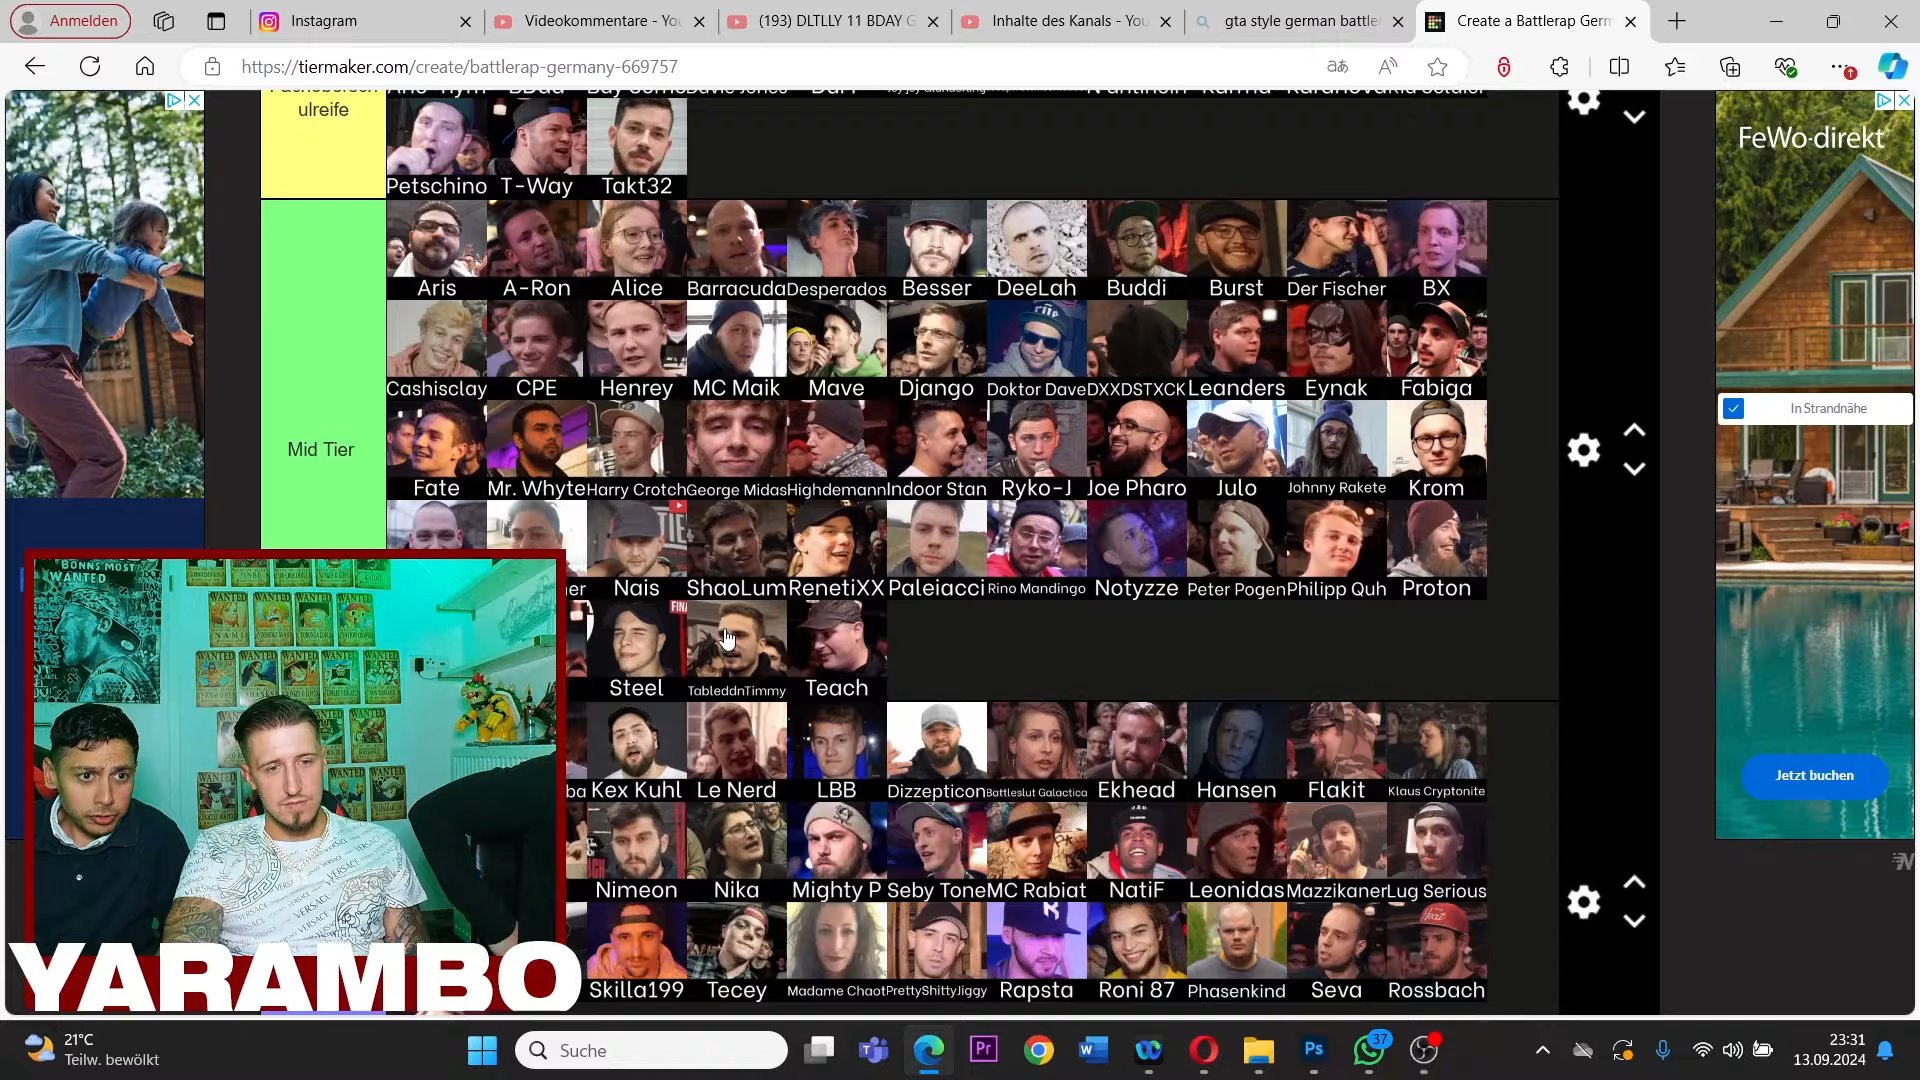 Anmelden
Instagram
Videokommentare - You
(193) DLTLLY 11 BDAY G
Inhalte des Kanals - You
gta style german battler
Create a Battlerap Germ
https://tiermaker.com/create/battlerap-germany-669757
ulreife
Petschino T-Way Takt32
Aris A-Ron Alice Barracuda Desperados Besser DeeLah Buddi Burst Der Fischer BX
Cashisclay CPE Henrey MC Maik Mave Django Doktor Dave DXXDSTXCK Leanders Eynak Fabiga
Mid Tier
Fate Mr. Whyte Harry Crotch George Midas Highdemann Indoor Stan Ryko-J Joe Pharo Julo Johnny Rakete Krom
er Nais ShaoLum RenetiXX Paleiacci Rino Mandingo Notyzze Peter Pogen Philipp Quh Proton
Steel TableddnTimmy Teach
ba Kex Kuhl Le Nerd LBB Dizzepticon Battleslut Galactica Ekhead Hansen Flakit Klaus Cryptonite
Nimeon Nika Mighty P Seby Tone MC Rabiat NatiF Leonidas Mazzikaner Lug Serious
Skilla199 Tecey Madame Chaot PrettyShittyJiggy Rapsta Roni 87 Phasenkind Seva Rossbach
FeWo-direkt
In Strandnähe
Jetzt buchen
BONNS MOST
WANTED
YARAMBO
21°C
Teilw. bewölkt
Suche
37
23:31
13.09.2024